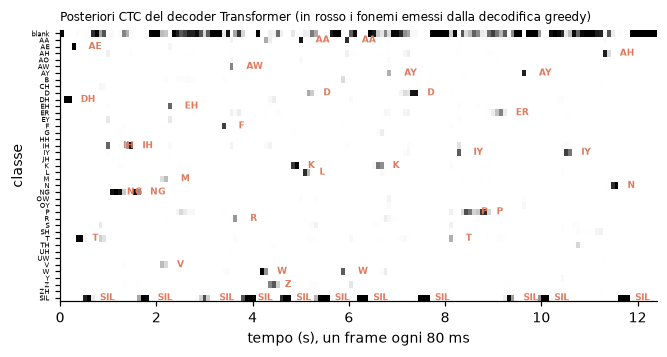 Posteriori CTC del decoder Transformer (in rosso i fonemi emessi dalla decodifica greedy)
blank
AA AA AA
AE AE
AH AH
AO
AW AW
AY AY AY
B
CH
D D D
DH DH
EH EH
ER ER
EY
F F
G
HH
IH IH IH
IY IY IY
JH
K K K
L L
M M
N N
NG NG NG
OW
OY
P P P
R R
S
SH
T T T
TH
UH
UW
V V
W W W
Y
Z Z
ZH
SIL SIL SIL SIL SIL SIL SIL SIL SIL SIL SIL SIL
0 2 4 6 8 10 12
classe
tempo (s), un frame ogni 80 ms